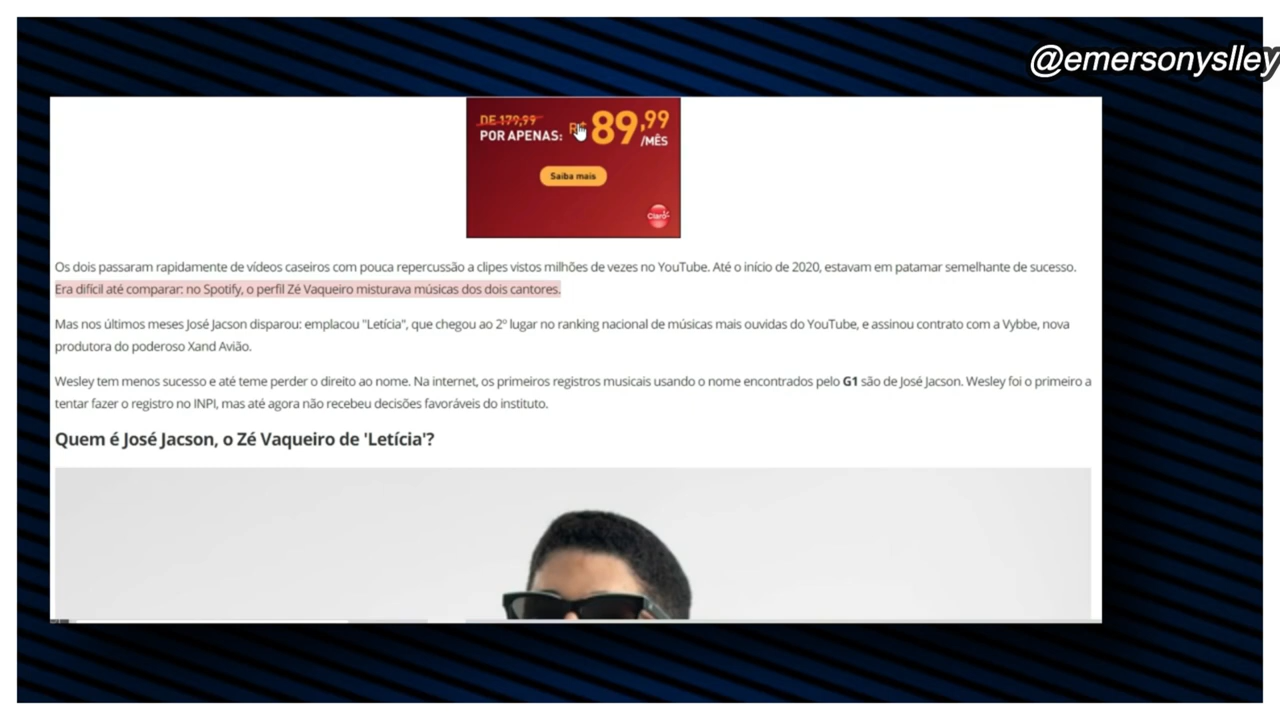 @emersonyslley
DE 179,99
POR APENAS: R$ 89,99
/MÊS
Saiba mais
Claro
Os dois passaram rapidamente de vídeos caseiros com pouca repercussão a clipes vistos milhões de vezes no YouTube. Até o início de 2020, estavam em patamar semelhante de sucesso.
Era difícil até comparar: no Spotify, o perfil Zé Vaqueiro misturava músicas dos dois cantores.
Mas nos últimos meses José Jacson disparou: emplacou "Letícia", que chegou ao 2º lugar no ranking nacional de músicas mais ouvidas do YouTube, e assinou contrato com a Vybbe, nova
produtora do poderoso Xand Avião.
Wesley tem menos sucesso e até teme perder o direito ao nome. Na internet, os primeiros registros musicais usando o nome encontrados pelo G1 são de José Jacson. Wesley foi o primeiro a
tentar fazer o registro no INPI, mas até agora não recebeu decisões favoráveis do instituto.
Quem é José Jacson, o Zé Vaqueiro de 'Letícia'?